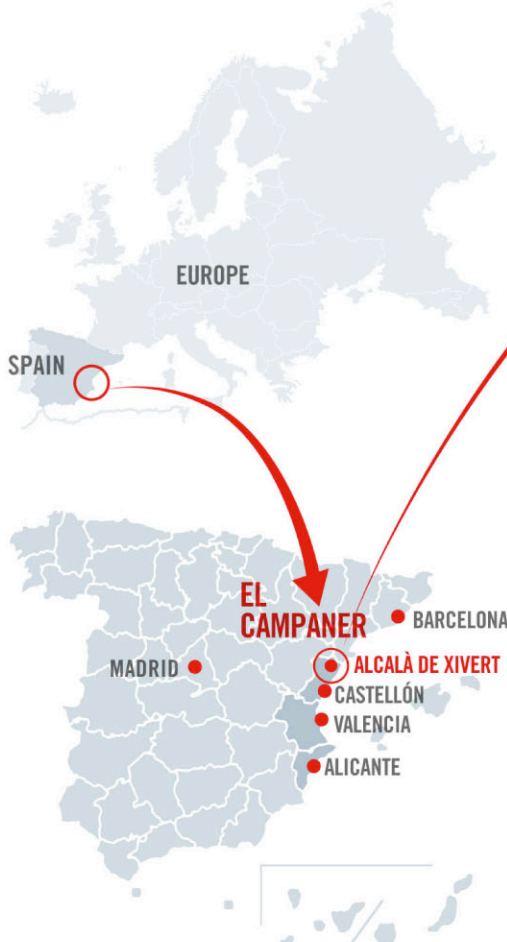 EUROPE
SPAIN
EL
CAMPANER
BARCELONA
MADRID
ALCALÀ DE XIVERT
CASTELLÓN
VALENCIA
ALICANTE